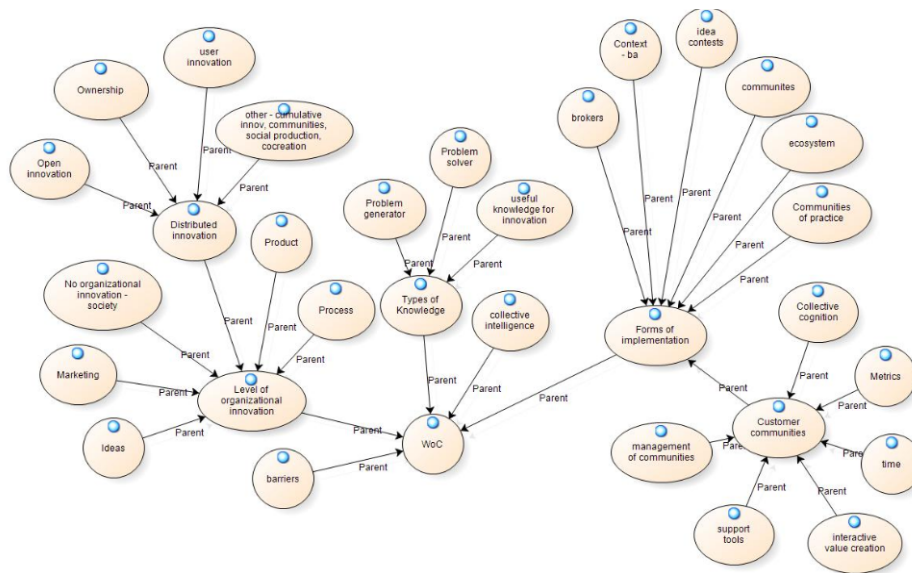 user
innovation
Ownership
other - cumulative
innov, communities,
social production,
cocreation
Open
innovation
Parent
Parent
Parent
Parent
Distributed
innovation
Product
No organizational
innovation -
society
Process
Marketing
Ideas
Parent
Parent
Parent
Parent
Parent
Parent
Level of
organizational
innovation
Problem
solver
Problem
generator
useful
knowledge for
innovation
Parent
Parent
Parent
Types of
Knowledge
collective
intelligence
Parent
Parent
Parent
Parent
barriers
Parent
WoC
Context
- ba
idea
contests
brokers
communites
ecosystem
Communities
of practice
Parent
Parent
Parent
Parent
Parent
Parent
Forms of
implementation
Parent
Collective
cognition
Metrics
Parent
Parent
Customer
communities
management
of communities
Pare
Pare
time
Parent
Parent
support
tools
interactive
value creation